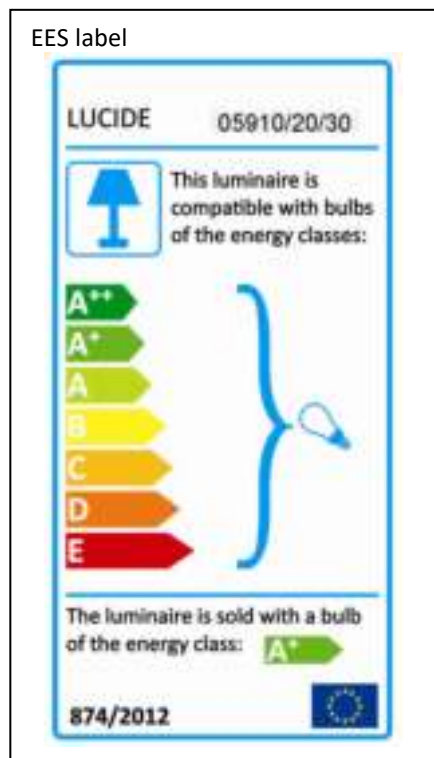 EES label
LUCIDE 05910/20/30
This luminaire is
compatible with bulbs
of the energy classes:
A++
A+
A
B
C
D
E
The luminaire is sold with a bulb
of the energy class: A+
874/2012